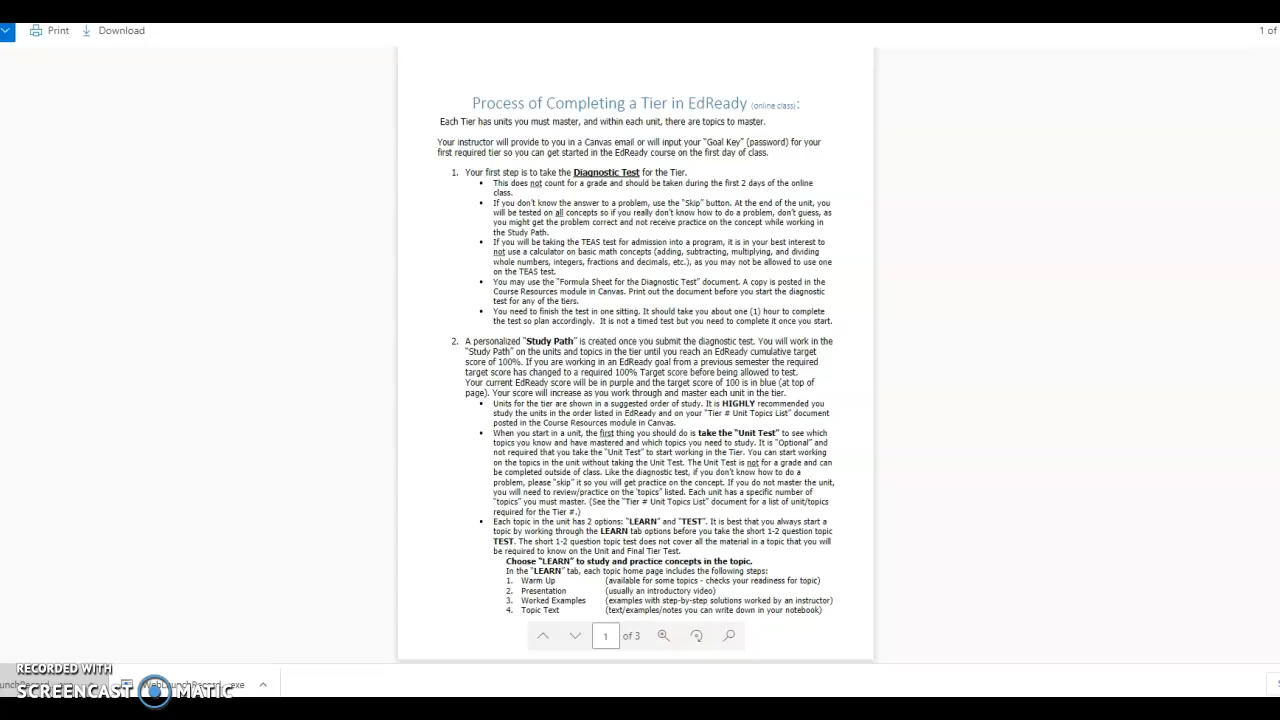 Print Download 1 of
Process of Completing a Tier in EdReady (online class):
Each Tier has units you must master, and within each unit, there are topics to master.
Your instructor will provide to you in a Canvas email or will input your "Goal Key" (password) for your
first required tier so you can get started in the EdReady course on the first day of class.
1. Your first step is to take the Diagnostic Test for the Tier.
• This does not count for a grade and should be taken during the first 2 days of the online
class.
• If you don't know the answer to a problem, use the "Skip" button. At the end of the unit, you
will be tested on all concepts so if you really don't know how to do a problem, don't guess, as
you might get the problem correct and not receive practice on the concept while working in
the Study Path.
• If you will be taking the TEAS test for admission into a program, it is in your best interest to
not use a calculator on basic math concepts (adding, subtracting, multiplying, and dividing
whole numbers, integers, fractions and decimals, etc.), as you may not be allowed to use one
on the TEAS test.
• You may use the "Formula Sheet for the Diagnostic Test" document. A copy is posted in the
Course Resources module in Canvas. Print out the document before you start the diagnostic
test for any of the tiers.
• You need to finish the test in one sitting. It should take you about one (1) hour to complete
the test so plan accordingly. It is not a timed test but you need to complete it once you start.
2. A personalized "Study Path" is created once you submit the diagnostic test. You will work in the
"Study Path" on the units and topics in the tier until you reach an EdReady cumulative target
score of 100%. If you are working in an EdReady goal from a previous semester the required
target score has changed to a required 100% Target score before being allowed to test.
Your current EdReady score will be in purple and the target score of 100 is in blue (at top of
page). Your score will increase as you work through and master each unit in the tier.
• Units for the tier are shown in a suggested order of study. It is HIGHLY recommended you
study the units in the order listed in EdReady and on your "Tier # Unit Topics List" document
posted in the Course Resources module in Canvas.
• When you start in a unit, the first thing you should do is take the "Unit Test" to see which
topics you know and have mastered and which topics you need to study. It is "Optional" and
not required that you take the "Unit Test" to start working in the Tier. You can start working
on the topics in the unit without taking the Unit Test. The Unit Test is not for a grade and can
be completed outside of class. Like the diagnostic test, if you don't know how to do a
problem, please "skip" it so you will get practice on the concept. If you do not master the unit,
you will need to review/practice on the 'topics" listed. Each unit has a specific number of
"topics" you must master. (See the "Tier # Unit Topics List" document for a list of unit/topics
required for the Tier #.)
• Each topic in the unit has 2 options: "LEARN" and "TEST". It is best that you always start a
topic by working through the LEARN tab options before you take the short 1-2 question topic
TEST. The short 1-2 question topic test does not cover all the material in a topic that you will
be required to know on the Unit and Final Tier Test.
Choose "LEARN" to study and practice concepts in the topic.
In the "LEARN" tab, each topic home page includes the following steps:
1. Warm Up (available for some topics - checks your readiness for topic)
2. Presentation (usually an introductory video)
3. Worked Examples (examples with step-by-step solutions worked by an instructor)
4. Topic Text (text/examples/notes you can write down in your notebook)
1 of 3
RECORDED WITH
SCREENCAST MATIC